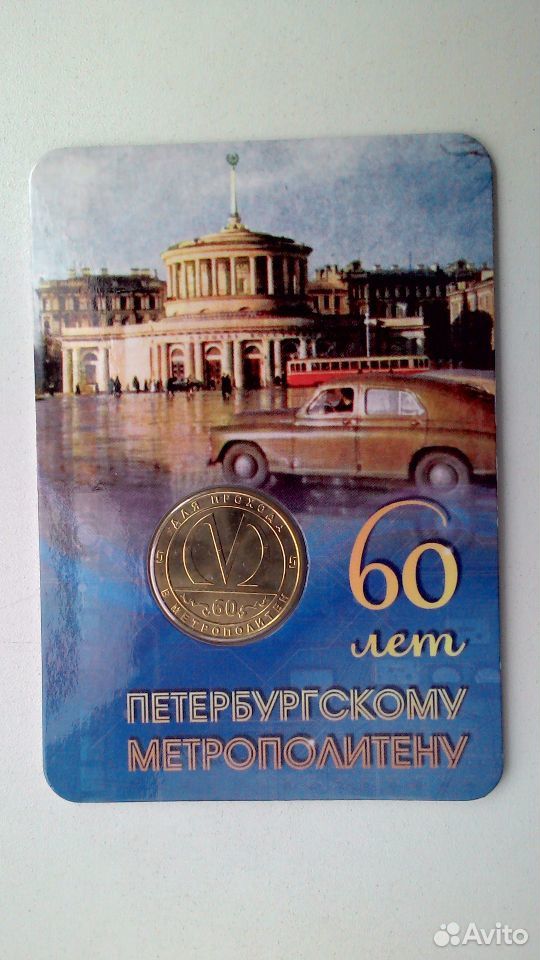 ДЛЯ ПРОХОДА
В МЕТРОПОЛИТЕН
60
60
лет
ПЕТЕРБУРГСКОМУ
МЕТРОПОЛИТЕНУ
Avito